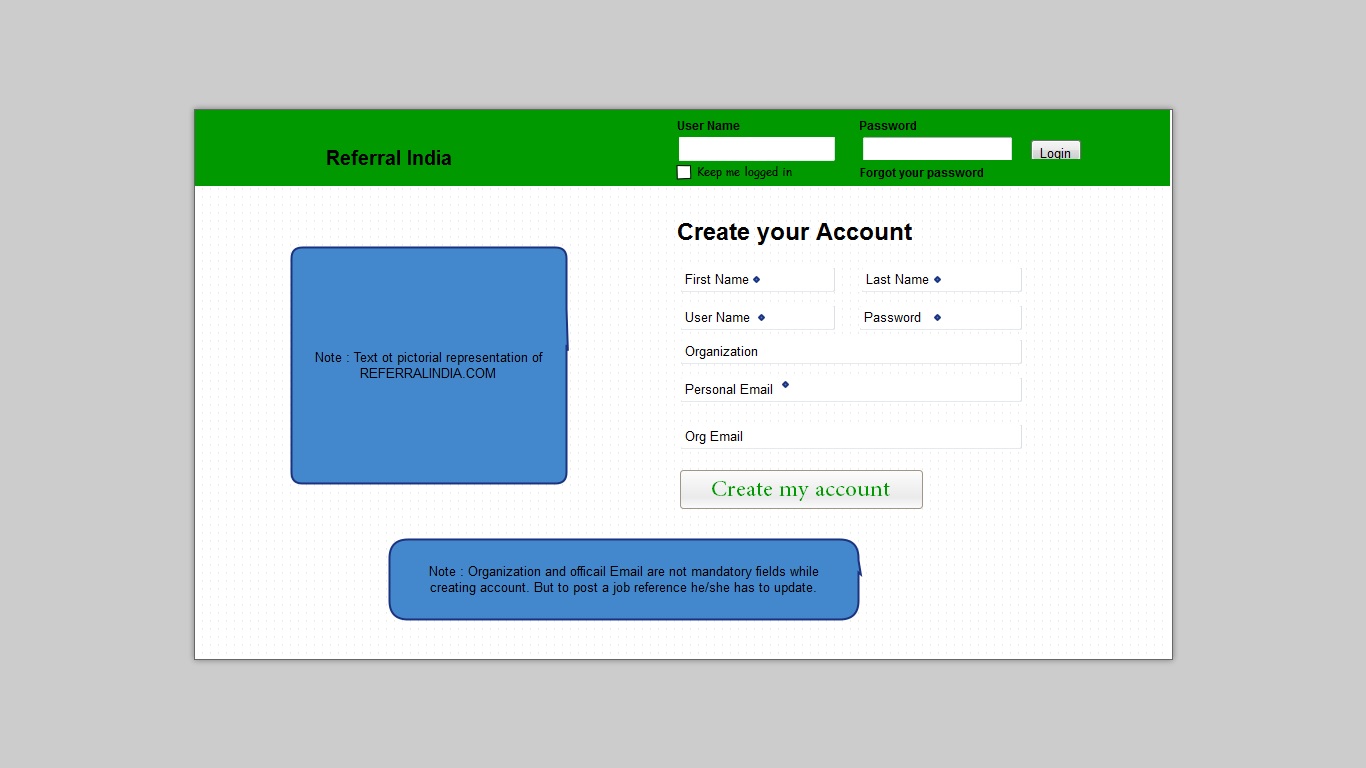 User Name
Password
Referral India
Login
Keep me logged in
Forgot your password
Create your Account
First Name
Last Name
User Name
Password
Organization
Personal Email
Org Email
Create my account
Note : Text ot pictorial representation of
REFERRALINDIA.COM
Note : Organization and officail Email are not mandatory fields while
creating account. But to post a job reference he/she has to update.